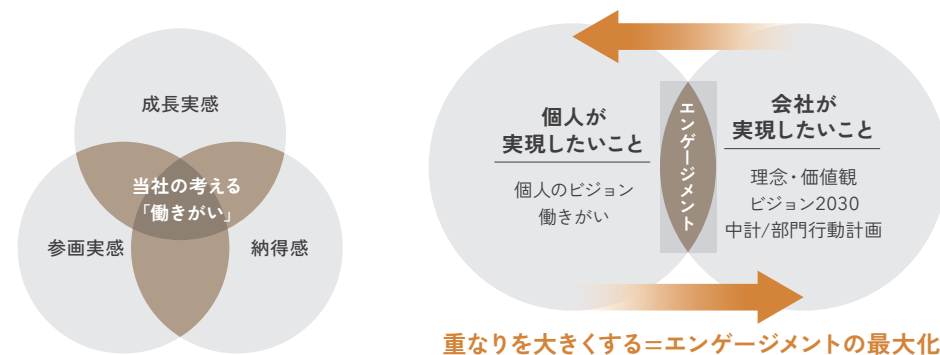 成長実感
当社の考える
「働きがい」
参画実感
納得感
個人が
実現したいこと
個人のビジョン
働きがい
エンゲージメント
会社が
実現したいこと
理念・価値観
ビジョン2030
中計/部門行動計画
重なりを大きくする=エンゲージメントの最大化